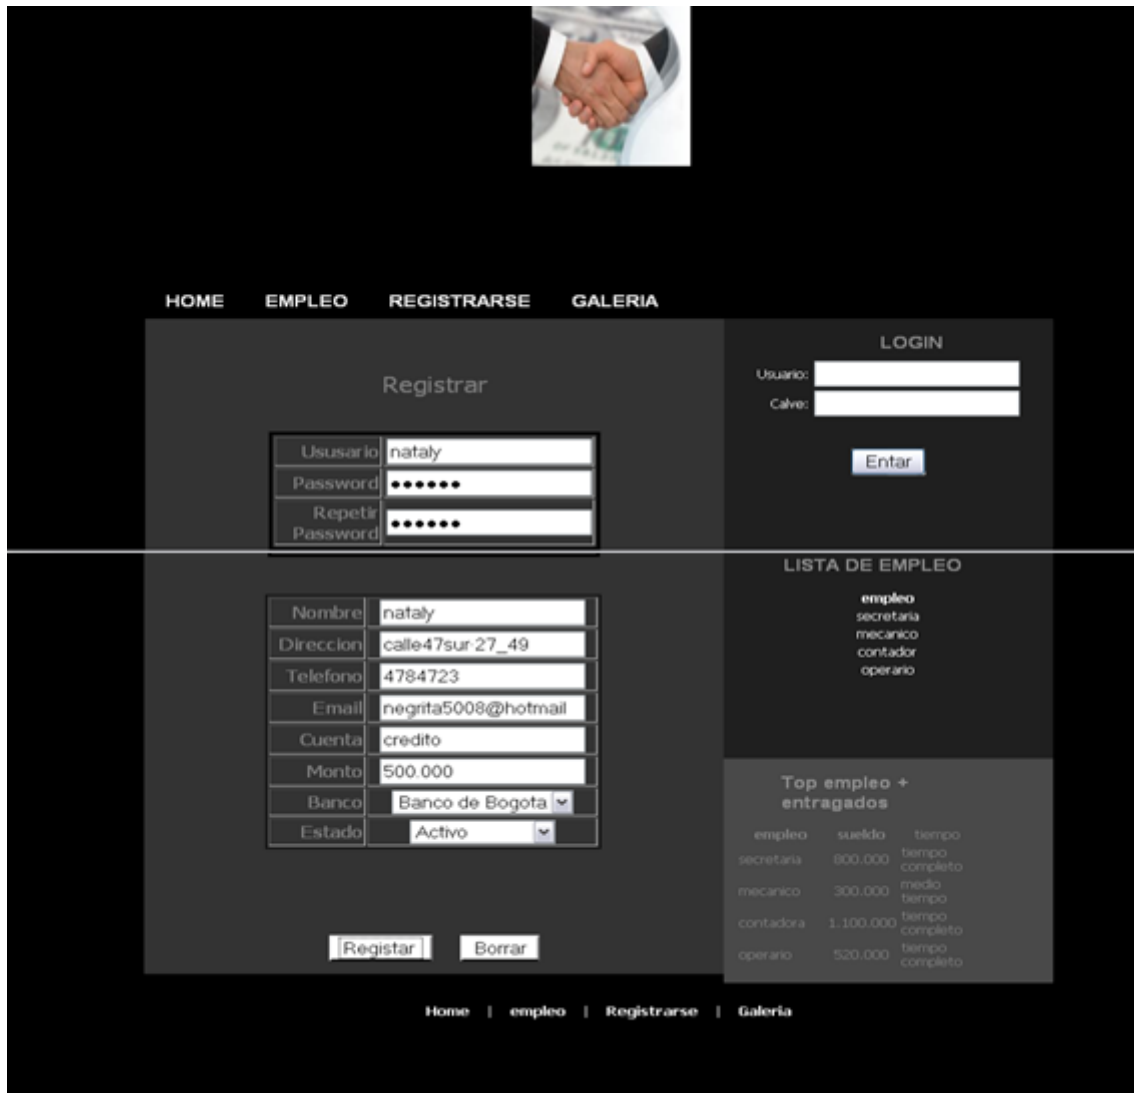 HOME EMPLEO REGISTRARSE GALERIA
Registrar
Ususario nataly
Password ••••••
Repetir
Password ••••••
Nombre nataly
Direccion calle47sur-27_49
Telefono 4784723
Email negrita5008@hotmail
Cuenta credito
Monto 500.000
Banco Banco de Bogota
Estado Activo
Registar Borrar
LOGIN
Usuario:
Calve:
Entar
LISTA DE EMPLEO
empleo
secretaria
mecanico
contador
operario
Top empleo +
entragados
empleo sueldo tiempo
secretaria 800.000 tiempo
completo
mecanico 300.000 medio
tiempo
contadora 1.100.000 tiempo
completo
operario 520.000 tiempo
completo
Home | empleo | Registrarse | Galeria